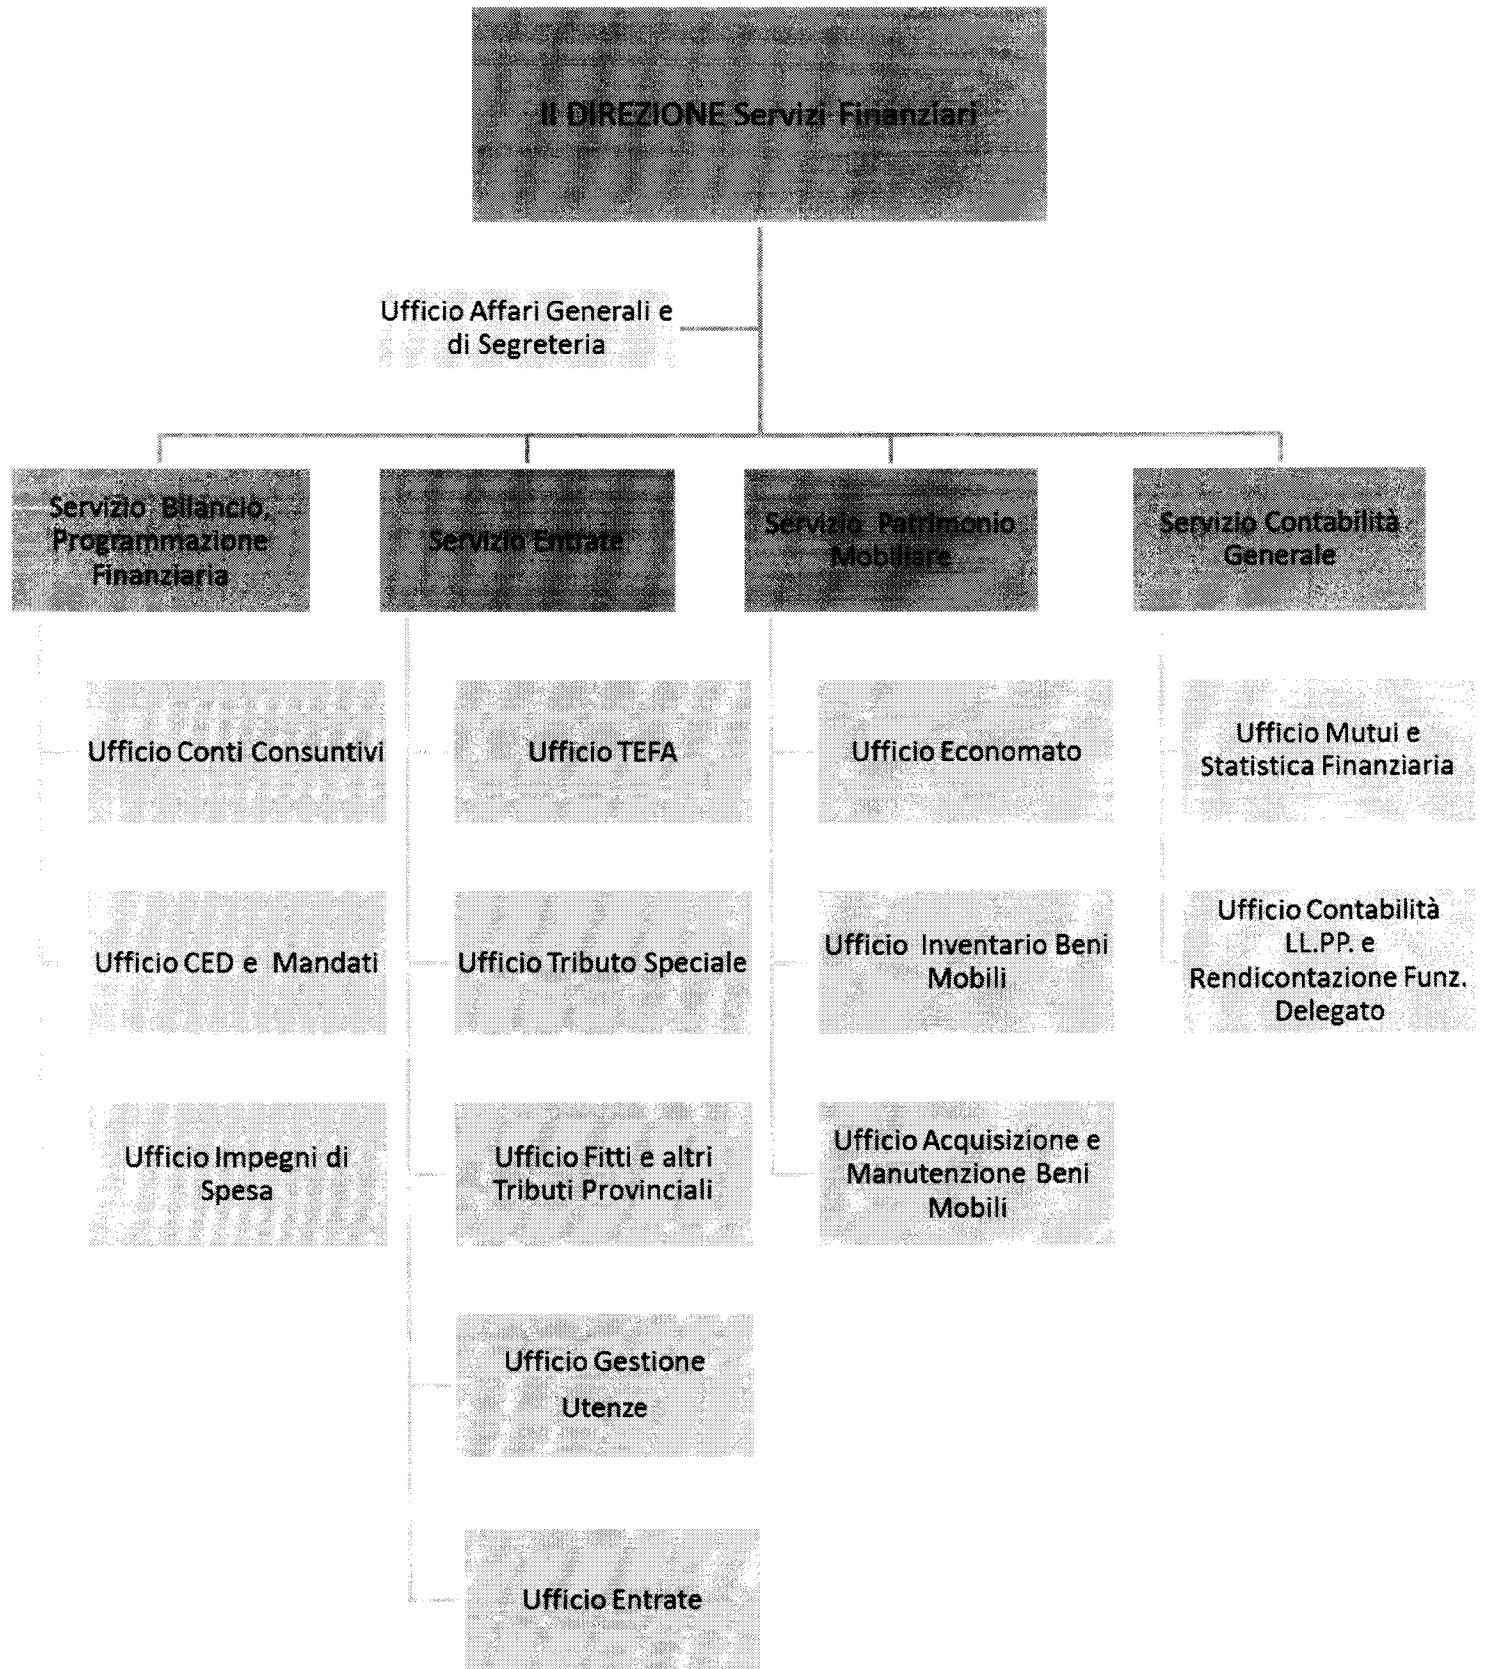 II DIREZIONE Servizi Finanziari
Ufficio Affari Generali e
di Segreteria
Servizio Bilancio,
Programmazione
Finanziaria
Servizio Entrate
Servizio Patrimonio
Mobiliare
Servizio Contabilità
Generale
Ufficio Conti Consuntivi
Ufficio TEFA
Ufficio Economato
Ufficio Mutui e
Statistica Finanziaria
Ufficio CED e Mandati
Ufficio Tributo Speciale
Ufficio Inventario Beni
Mobili
Ufficio Contabilità
LL.PP. e
Rendicontazione Funz.
Delegato
Ufficio Impegni di
Spesa
Ufficio Fitti e altri
Tributi Provinciali
Ufficio Acquisizione e
Manutenzione Beni
Mobili
Ufficio Gestione
Utenze
Ufficio Entrate